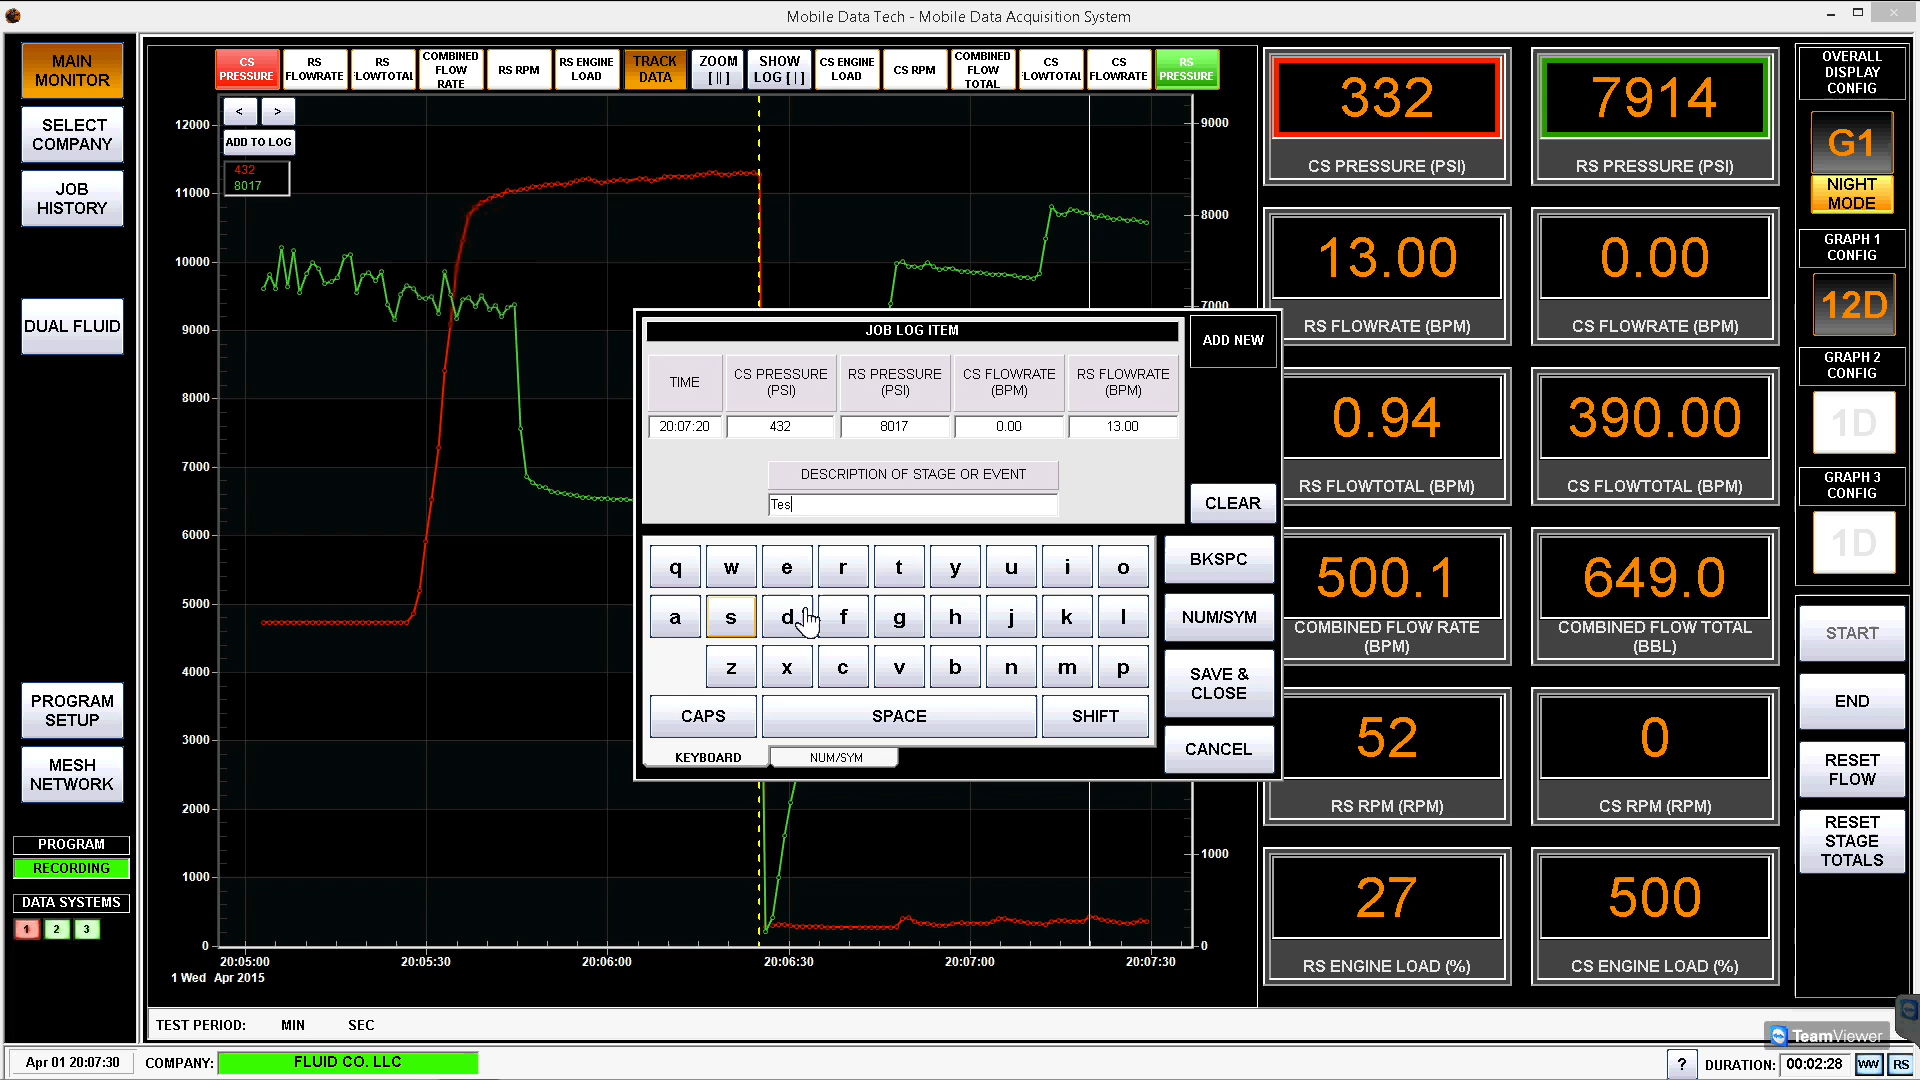 Mobile Data Tech - Mobile Data Acquisition System
MAIN
MONITOR
SELECT
COMPANY
JOB
HISTORY
DUAL FLUID
PROGRAM
SETUP
MESH
NETWORK
PROGRAM
RECORDING
DATA SYSTEMS
1 2 3
CS
PRESSURE
RS
FLOWRATE
RS
LOWTOTAL
COMBINED
FLOW
RATE
RS RPM
RS ENGINE
LOAD
TRACK
DATA
ZOOM
[ || ]
SHOW
LOG [ | ]
CS ENGINE
LOAD
CS RPM
COMBINED
FLOW
TOTAL
CS
LOWTOTAL
CS
FLOWRATE
RS
PRESSURE
< >
ADD TO LOG
432
8017
12000
11000
10000
9000
8000
7000
6000
5000
4000
3000
2000
1000
0
9000
8000
7000
1000
0
20:05:00 20:05:30 20:06:00 20:06:30 20:07:00 20:07:30
1 Wed Apr 2015
JOB LOG ITEM
ADD NEW
TIME
CS PRESSURE
(PSI)
RS PRESSURE
(PSI)
CS FLOWRATE
(BPM)
RS FLOWRATE
(BPM)
20:07:20 432 8017 0.00 13.00
DESCRIPTION OF STAGE OR EVENT
Tes
CLEAR
q w e r t y u i o
a s d f g h j k l
z x c v b n m p
CAPS SPACE SHIFT
KEYBOARD NUM/SYM
BKSPC
NUM/SYM
SAVE &
CLOSE
CANCEL
332
CS PRESSURE (PSI)
7914
RS PRESSURE (PSI)
13.00
RS FLOWRATE (BPM)
0.00
CS FLOWRATE (BPM)
0.94
RS FLOWTOTAL (BPM)
390.00
CS FLOWTOTAL (BPM)
500.1
COMBINED FLOW RATE
(BPM)
649.0
COMBINED FLOW TOTAL
(BBL)
52
RS RPM (RPM)
0
CS RPM (RPM)
27
RS ENGINE LOAD (%)
500
CS ENGINE LOAD (%)
OVERALL
DISPLAY
CONFIG
G1
NIGHT
MODE
GRAPH 1
CONFIG
12D
GRAPH 2
CONFIG
1D
GRAPH 3
CONFIG
1D
START
END
RESET
FLOW
RESET
STAGE
TOTALS
TEST PERIOD: MIN SEC
TeamViewer
Apr 01 20:07:30 COMPANY: FLUID CO. LLC
? DURATION: 00:02:28 WW RS